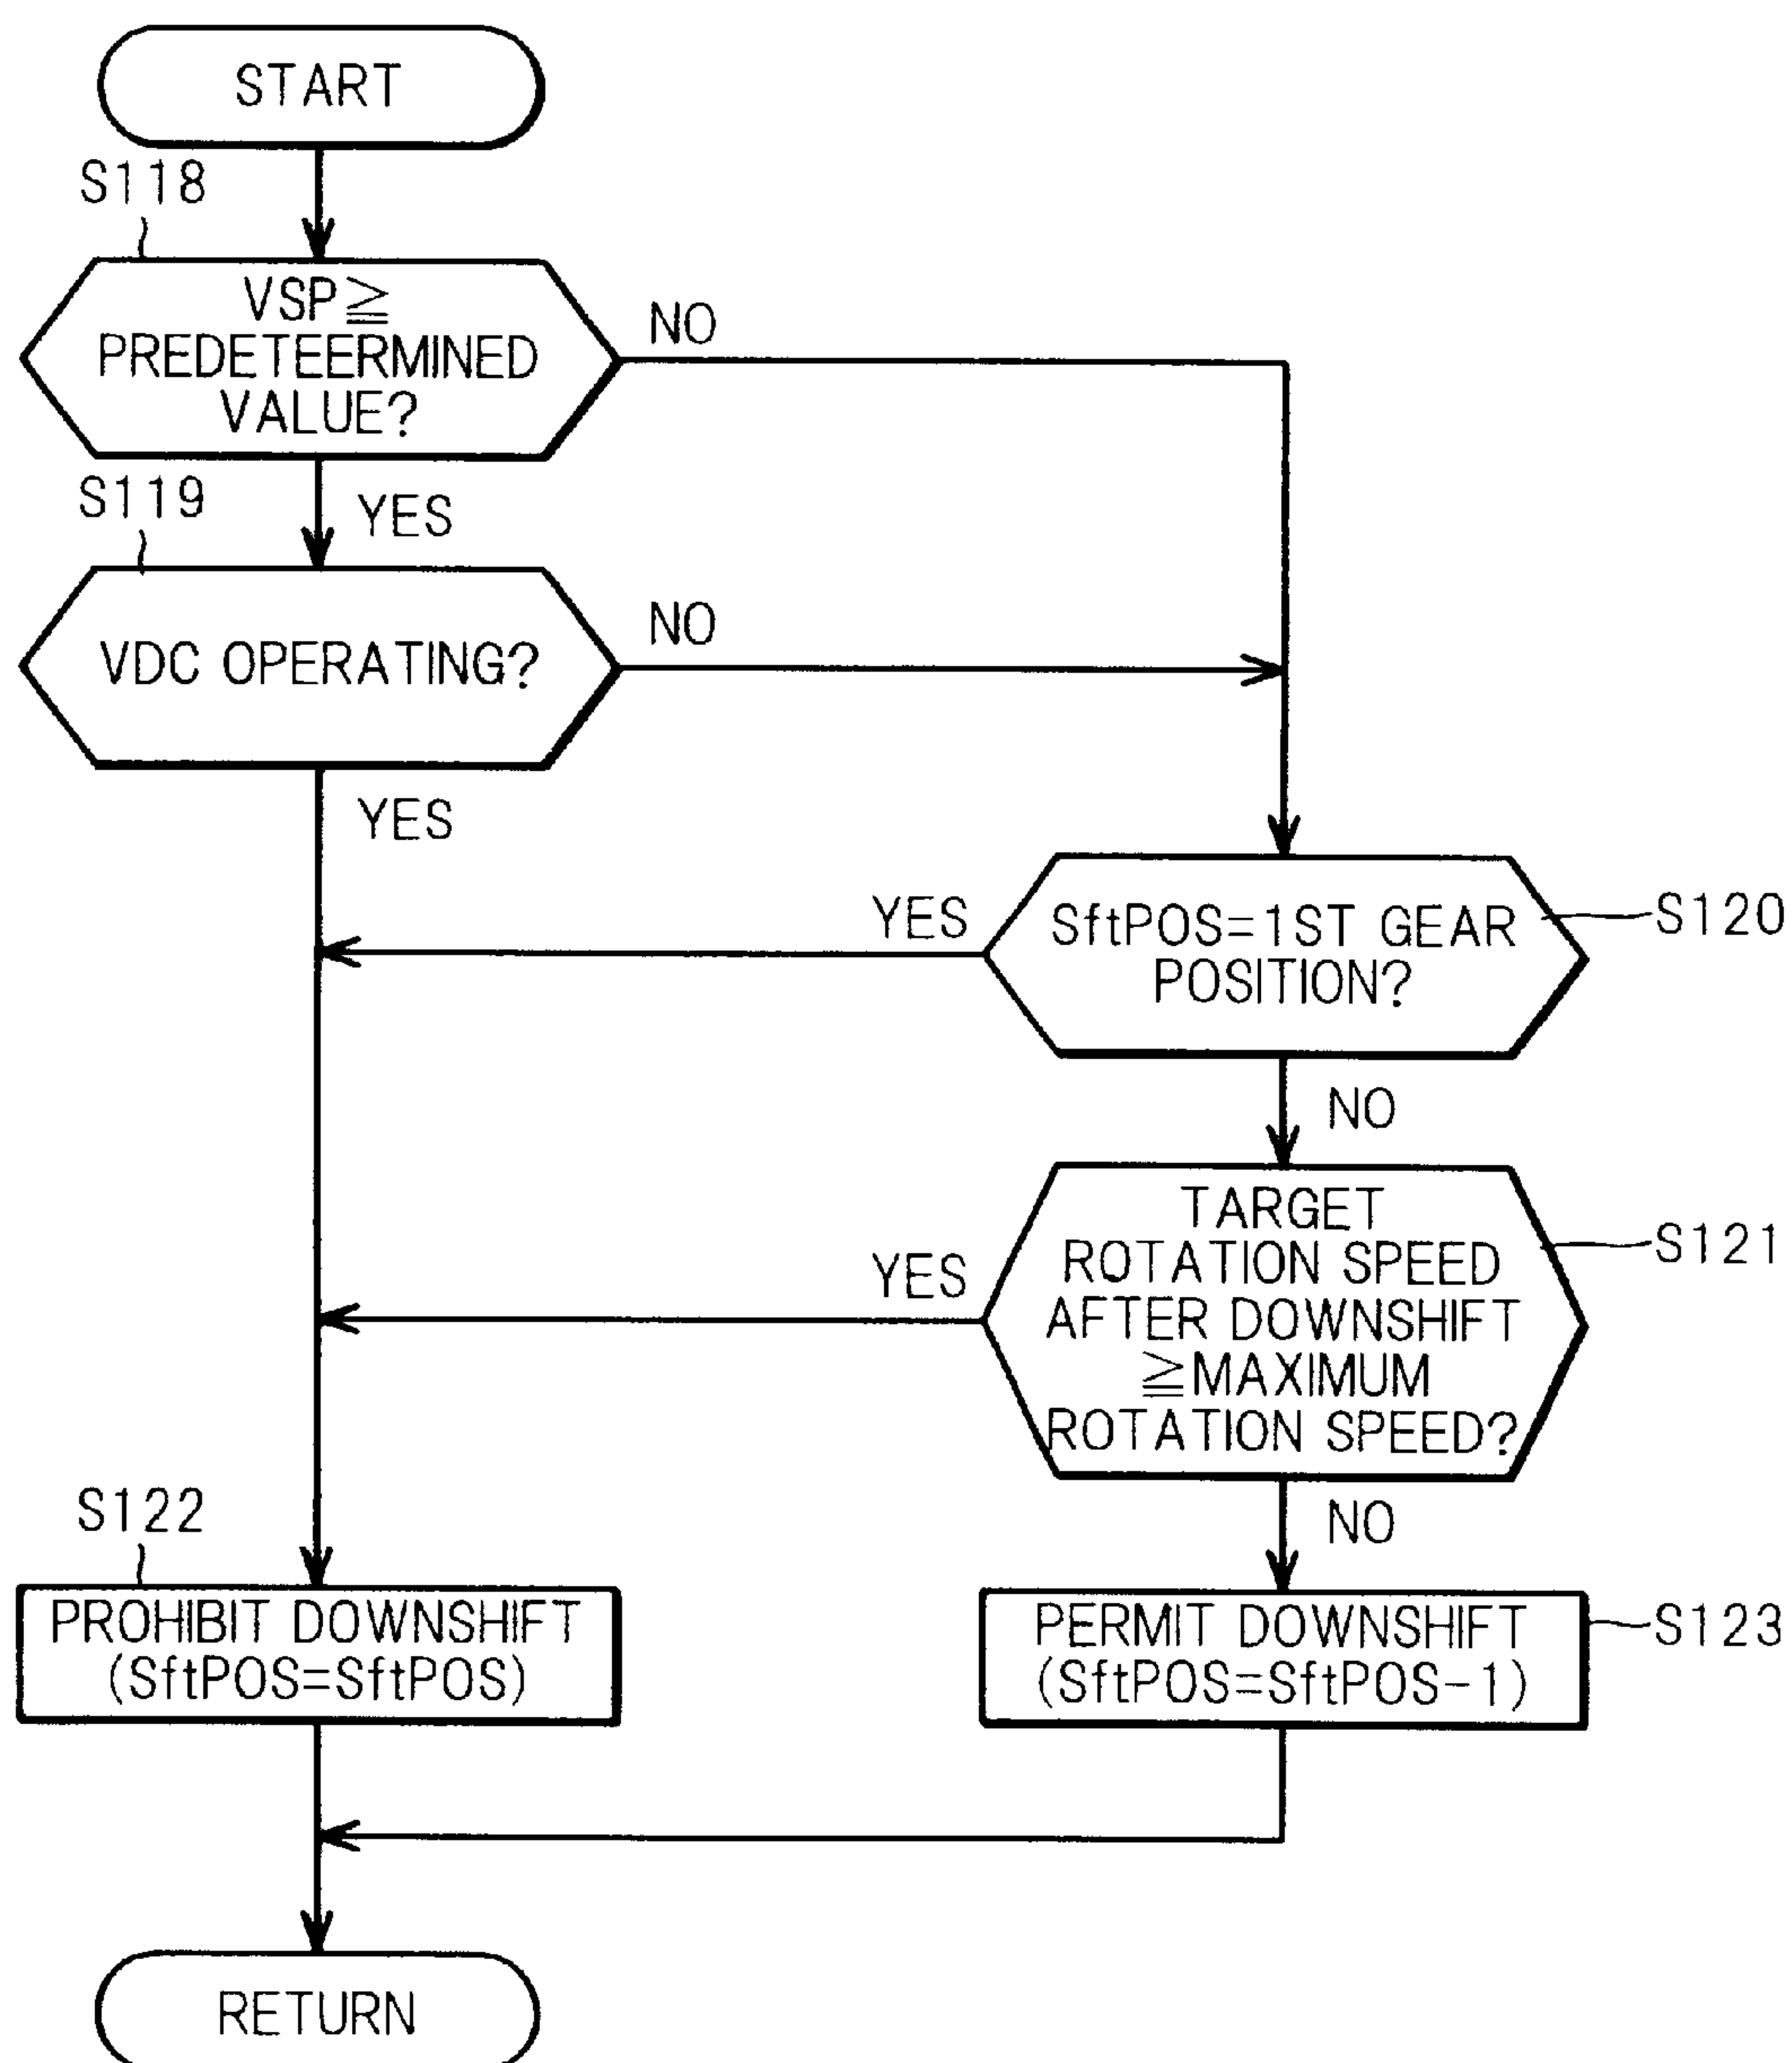 START
S118
VSP≧
PREDETEERMINED
VALUE?
NO
YES
S119
VDC OPERATING?
NO
YES
SftPOS=1ST GEAR
POSITION?
S120
YES
NO
TARGET
ROTATION SPEED
AFTER DOWNSHIFT
≧MAXIMUM
ROTATION SPEED?
S121
YES
NO
S122
PROHIBIT DOWNSHIFT
(SftPOS=SftPOS)
PERMIT DOWNSHIFT
(SftPOS=SftPOS-1)
S123
RETURN